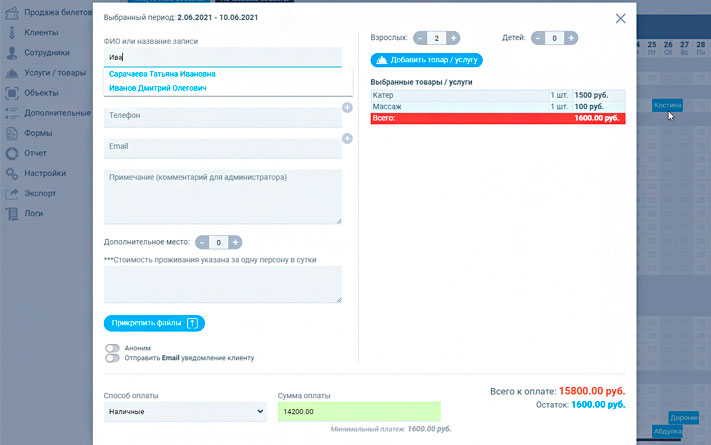 Продажа билетов
Клиенты
Сотрудники
Услуги / товары
Объекты
Дополнительные
Формы
Отчет
Настройки
Экспорт
Логи
Выбранный период: 2.06.2021 - 10.06.2021
ФИО или название записи
Ива
Сарачаева Татьяна Ивановна
Иванов Дмитрий Олегович
Телефон
Email
Примечание (комментарий для администратора)
Дополнительное место: - 0 +
***Стоимость проживания указана за одну персону в сутки
Прикрепить файлы
Аноним
Отправить Email уведомление клиенту
Взрослых: - 2 + Детей: - 0 +
Добавить товар / услугу
Выбранные товары / услуги
Катер 1 шт. 1500 руб.
Массаж 1 шт. 100 руб.
Всего: 1600.00 руб.
Способ оплаты
Наличные
Сумма оплаты
14200.00
Минимальный платеж: 1600.00 руб.
Всего к оплате: 15800.00 руб.
Остаток: 1600.00 руб.
25 26 27 28
Костина
Доронин
Абдулка